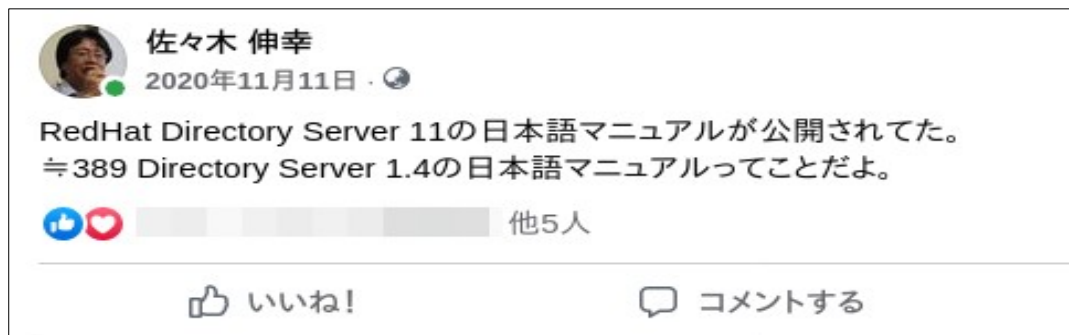 佐々木 伸幸
2020年11月11日 ·
RedHat Directory Server 11の日本語マニュアルが公開されてた。
≒389 Directory Server 1.4の日本語マニュアルってことだよ。
他5人
いいね！ コメントする